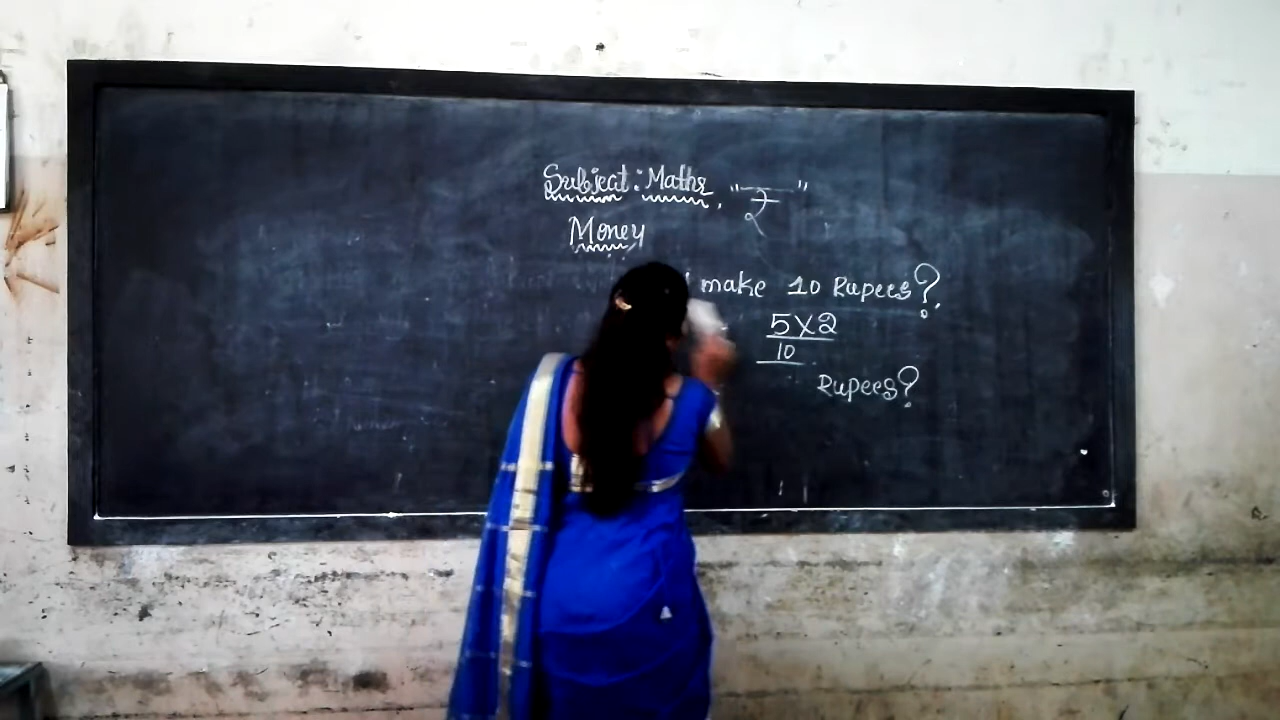 Subject: Maths, "₹"
Money
make 10 Rupees?
5X2
10
Rupees?